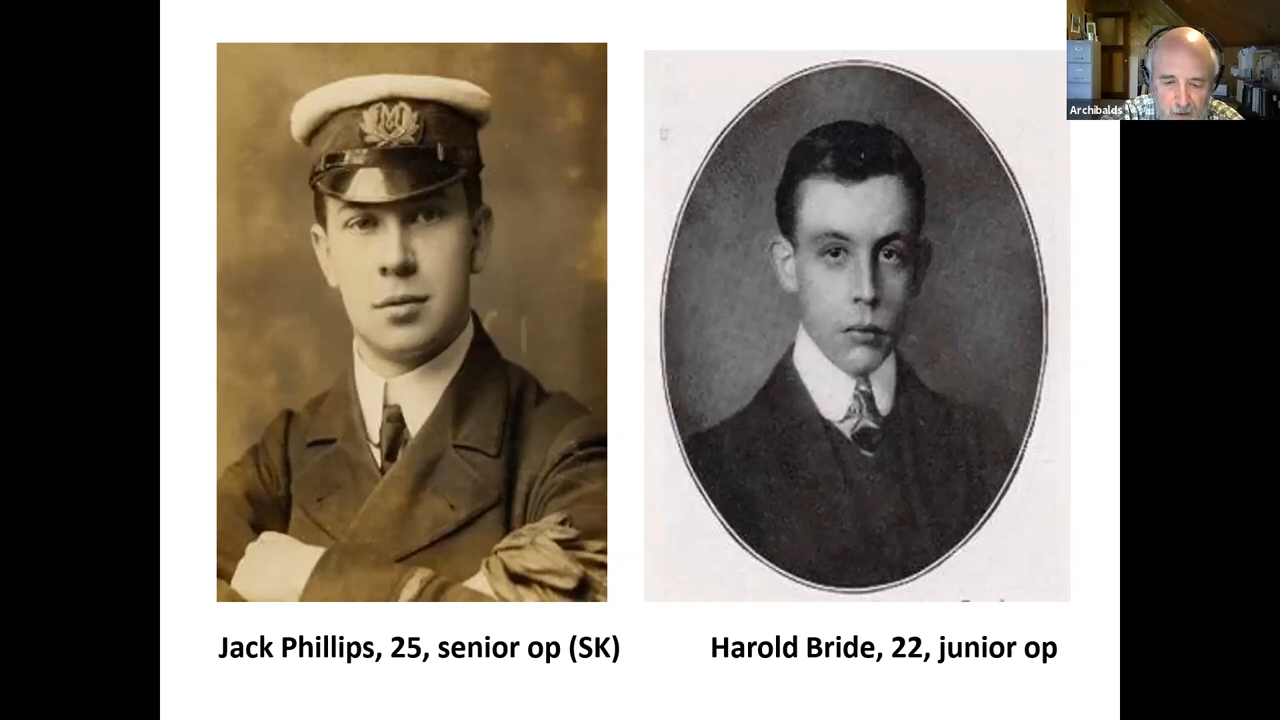 Archibalds
M
Jack Phillips, 25, senior op (SK)
Harold Bride, 22, junior op